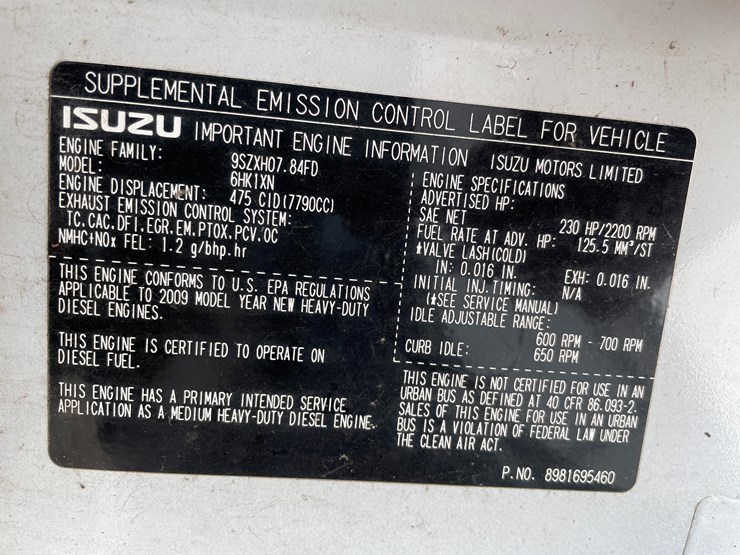 SUPPLEMENTAL EMISSION CONTROL LABEL FOR VEHICLE
ISUZU IMPORTANT ENGINE INFORMATION ISUZU MOTORS LIMITED
ENGINE FAMILY: 9SZXH07.84FD
MODEL: 6HK1XN
ENGINE DISPLACEMENT: 475 CID(7790CC)
EXHAUST EMISSION CONTROL SYSTEM:
TC.CAC.DFI.EGR.EM.PTOX.PCV.OC
NMHC+NOx FEL: 1.2 g/bhp.hr
THIS ENGINE CONFORMS TO U.S. EPA REGULATIONS
APPLICABLE TO 2009 MODEL YEAR NEW HEAVY-DUTY
DIESEL ENGINES.
THIS ENGINE IS CERTIFIED TO OPERATE ON
DIESEL FUEL.
THIS ENGINE HAS A PRIMARY INTENDED SERVICE
APPLICATION AS A MEDIUM HEAVY-DUTY DIESEL ENGINE.
ENGINE SPECIFICATIONS
ADVERTISED HP:
SAE NET 230 HP/2200 RPM
FUEL RATE AT ADV. HP: 125.5 MM³/ST
*VALVE LASH(COLD)
IN: 0.016 IN. EXH: 0.016 IN.
INITIAL INJ.TIMING: N/A
(*SEE SERVICE MANUAL)
IDLE ADJUSTABLE RANGE:
600 RPM - 700 RPM
CURB IDLE: 650 RPM
THIS ENGINE IS NOT CERTIFIED FOR USE IN AN
URBAN BUS AS DEFINED AT 40 CFR 86.093-2.
SALES OF THIS ENGINE FOR USE IN AN URBAN
BUS IS A VIOLATION OF FEDERAL LAW UNDER
THE CLEAN AIR ACT.
P.NO. 8981695460